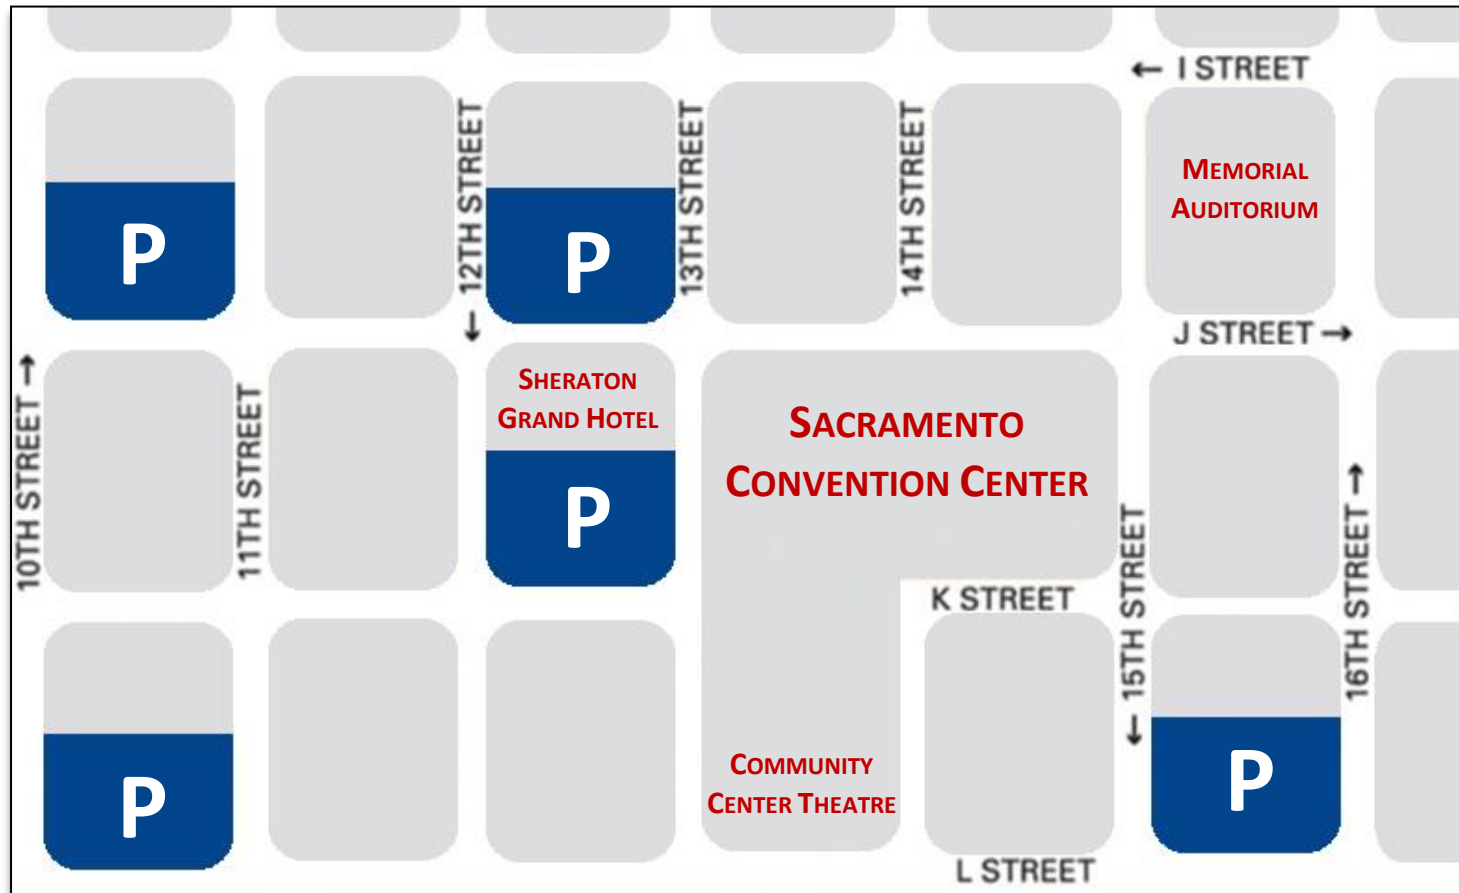 ← I STREET
12TH STREET
←
13TH STREET
14TH STREET
MEMORIAL
AUDITORIUM
P
P
J STREET →
10TH STREET →
11TH STREET
SHERATON
GRAND HOTEL
P
SACRAMENTO
CONVENTION CENTER
K STREET
← 15TH STREET
16TH STREET →
P
COMMUNITY
CENTER THEATRE
P
L STREET